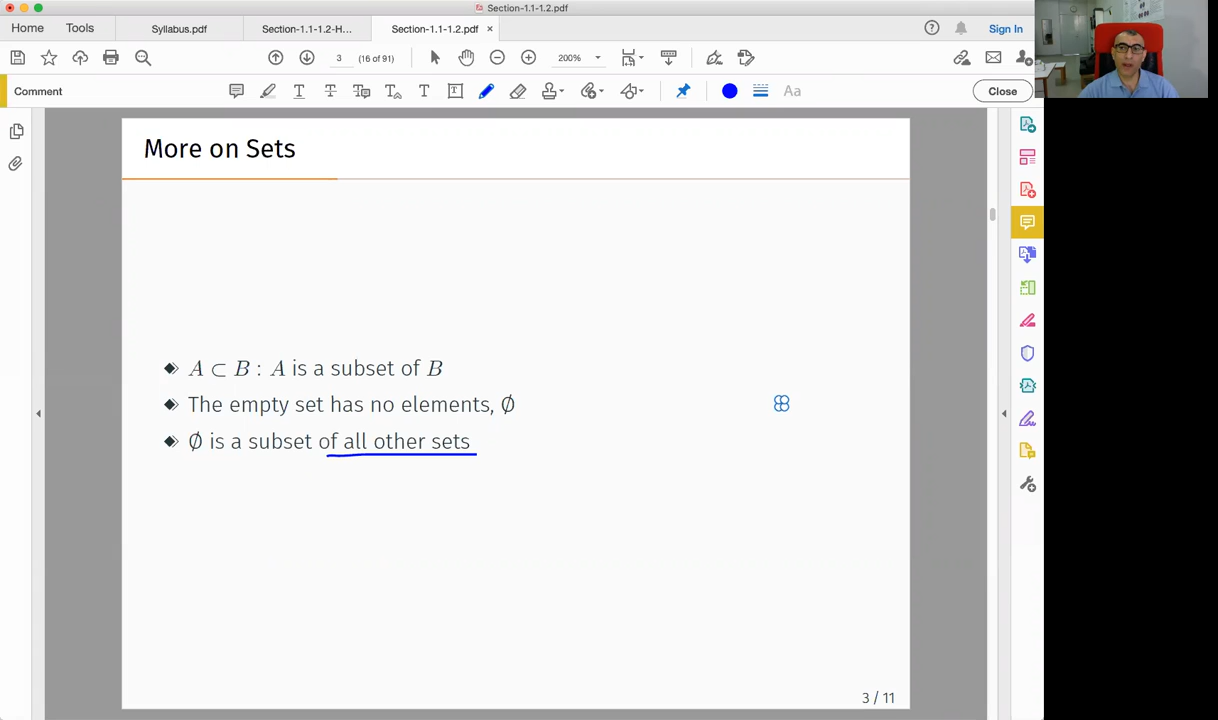 Section-1.1-1.2.pdf
Home Tools Syllabus.pdf Section-1.1-1.2-H... Section-1.1-1.2.pdf × Sign In
3 (16 of 91) 200%
Comment Aa Close
More on Sets
A ⊂ B : A is a subset of B
The empty set has no elements, ∅
∅ is a subset of all other sets
3 / 11